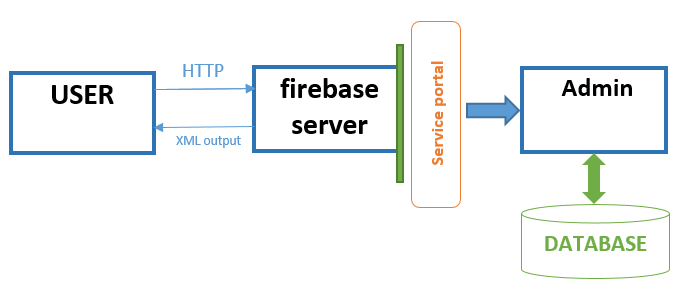 USER
HTTP
XML output
firebase
server
Service portal
Admin
DATABASE